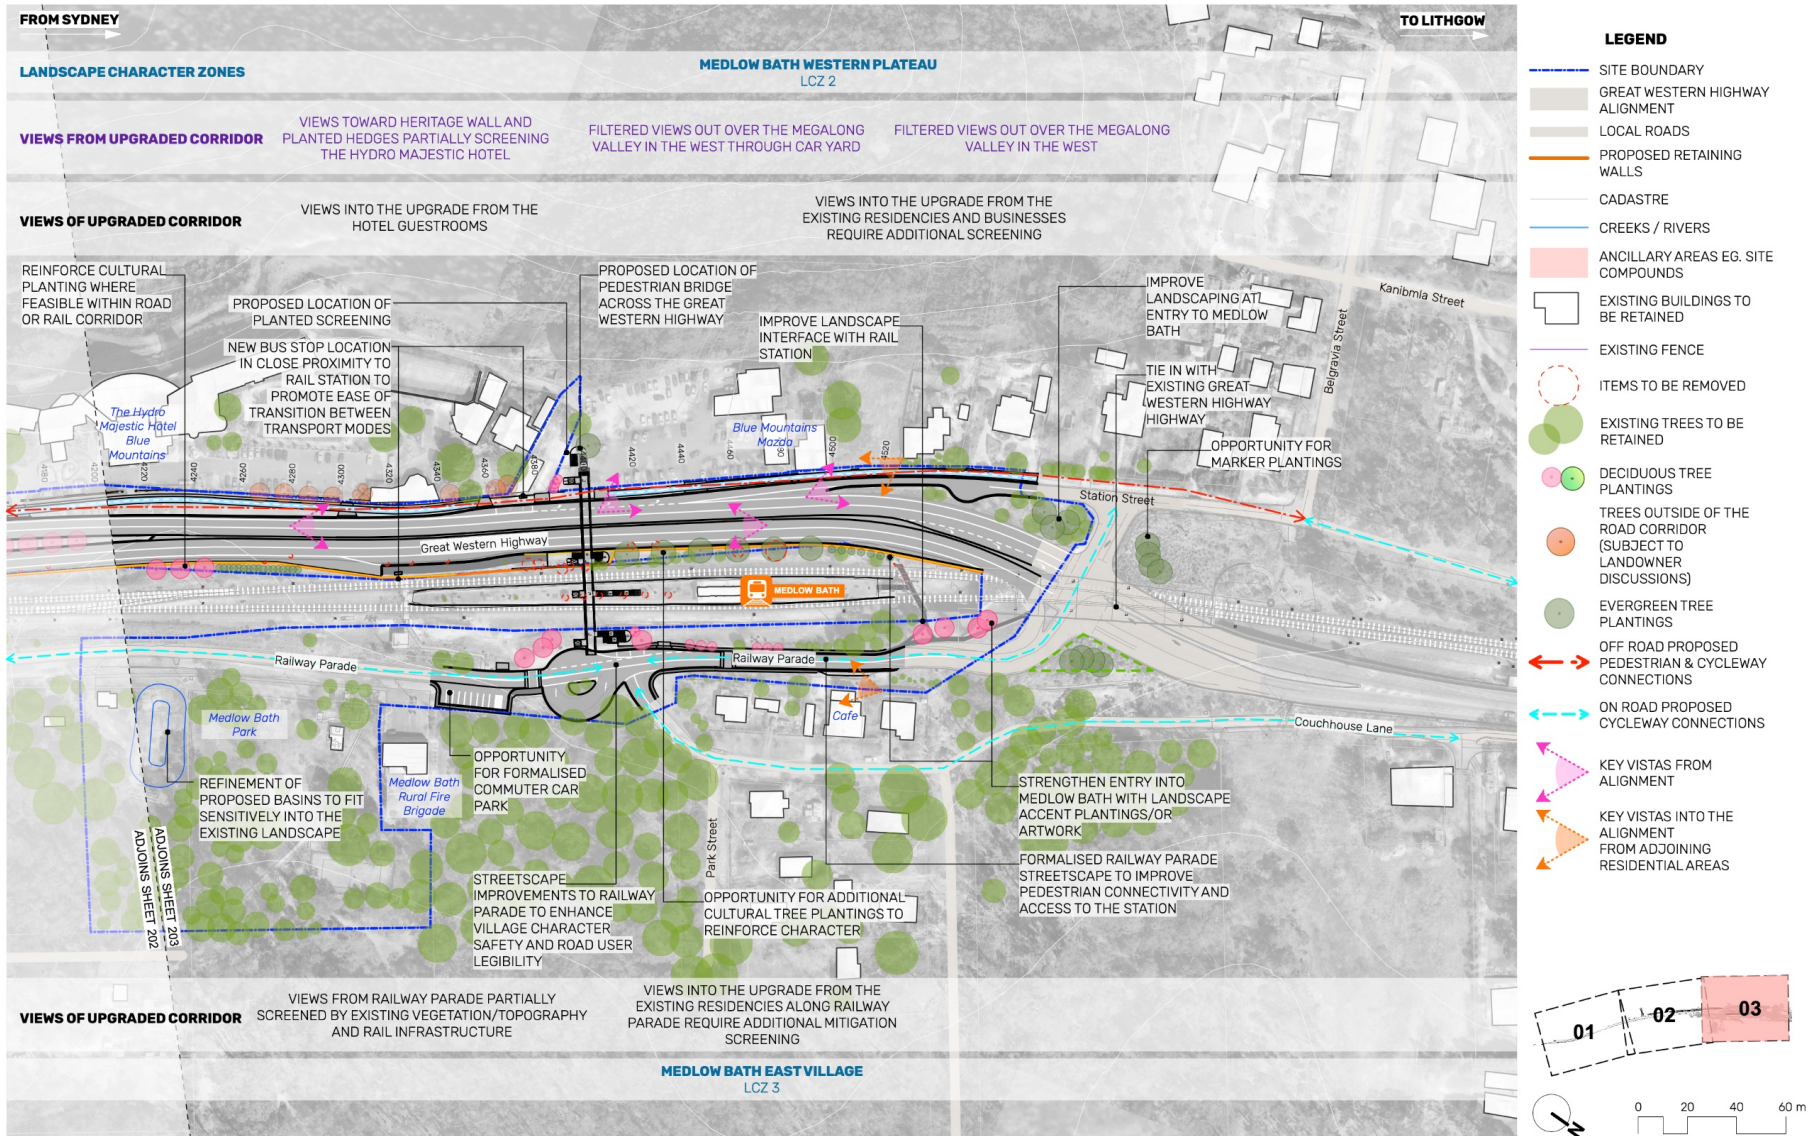 FROM SYDNEY
TO LITHGOW
LANDSCAPE CHARACTER ZONES
MEDLOW BATH WESTERN PLATEAU
LCZ 2
VIEWS FROM UPGRADED CORRIDOR
VIEWS TOWARD HERITAGE WALL AND
PLANTED HEDGES PARTIALLY SCREENING
THE HYDRO MAJESTIC HOTEL
FILTERED VIEWS OUT OVER THE MEGALONG
VALLEY IN THE WEST THROUGH CAR YARD
FILTERED VIEWS OUT OVER THE MEGALONG
VALLEY IN THE WEST
VIEWS OF UPGRADED CORRIDOR
VIEWS INTO THE UPGRADE FROM THE
HOTEL GUESTROOMS
VIEWS INTO THE UPGRADE FROM THE
EXISTING RESIDENCIES AND BUSINESSES
REQUIRE ADDITIONAL SCREENING
REINFORCE CULTURAL
PLANTING WHERE
FEASIBLE WITHIN ROAD
OR RAIL CORRIDOR
PROPOSED LOCATION OF
PLANTED SCREENING
NEW BUS STOP LOCATION
IN CLOSE PROXIMITY TO
RAIL STATION TO
PROMOTE EASE OF
TRANSITION BETWEEN
TRANSPORT MODES
PROPOSED LOCATION OF
PEDESTRIAN BRIDGE
ACROSS THE GREAT
WESTERN HIGHWAY
IMPROVE LANDSCAPE
INTERFACE WITH RAIL
STATION
IMPROVE
LANDSCAPING AT
ENTRY TO MEDLOW
BATH
TIE IN WITH
EXISTING GREAT
WESTERN HIGHWAY
HIGHWAY
OPPORTUNITY FOR
MARKER PLANTINGS
Kanibmla Street
Belgravia Street
Station Street
The Hydro
Majestic Hotel
Blue
Mountains
Blue Mountains
Mazda
4180
4200
4220
4240
4260
4280
4300
4320
4340
4360
4380
4420
4440
4460
4500
4520
Great Western Highway
MEDLOW BATH
Railway Parade
Railway Parade
Medlow Bath
Park
Cafe
Couchhouse Lane
Park Street
Medlow Bath
Rural Fire
Brigade
REFINEMENT OF
PROPOSED BASINS TO FIT
SENSITIVELY INTO THE
EXISTING LANDSCAPE
OPPORTUNITY
FOR FORMALISED
COMMUTER CAR
PARK
STREETSCAPE
IMPROVEMENTS TO RAILWAY
PARADE TO ENHANCE
VILLAGE CHARACTER
SAFETY AND ROAD USER
LEGIBILITY
OPPORTUNITY FOR ADDITIONAL
CULTURAL TREE PLANTINGS TO
REINFORCE CHARACTER
STRENGTHEN ENTRY INTO
MEDLOW BATH WITH LANDSCAPE
ACCENT PLANTINGS/OR
ARTWORK
FORMALISED RAILWAY PARADE
STREETSCAPE TO IMPROVE
PEDESTRIAN CONNECTIVITY AND
ACCESS TO THE STATION
ADJOINS SHEET 203
ADJOINS SHEET 202
VIEWS OF UPGRADED CORRIDOR
VIEWS FROM RAILWAY PARADE PARTIALLY
SCREENED BY EXISTING VEGETATION/TOPOGRAPHY
AND RAIL INFRASTRUCTURE
VIEWS INTO THE UPGRADE FROM THE
EXISTING RESIDENCIES ALONG RAILWAY
PARADE REQUIRE ADDITIONAL MITIGATION
SCREENING
MEDLOW BATH EAST VILLAGE
LCZ 3
LEGEND
SITE BOUNDARY
GREAT WESTERN HIGHWAY
ALIGNMENT
LOCAL ROADS
PROPOSED RETAINING
WALLS
CADASTRE
CREEKS / RIVERS
ANCILLARY AREAS EG. SITE
COMPOUNDS
EXISTING BUILDINGS TO
BE RETAINED
EXISTING FENCE
ITEMS TO BE REMOVED
EXISTING TREES TO BE
RETAINED
DECIDUOUS TREE
PLANTINGS
TREES OUTSIDE OF THE
ROAD CORRIDOR
(SUBJECT TO
LANDOWNER
DISCUSSIONS)
EVERGREEN TREE
PLANTINGS
OFF ROAD PROPOSED
PEDESTRIAN & CYCLEWAY
CONNECTIONS
ON ROAD PROPOSED
CYCLEWAY CONNECTIONS
KEY VISTAS FROM
ALIGNMENT
KEY VISTAS INTO THE
ALIGNMENT
FROM ADJOINING
RESIDENTIAL AREAS
01
02
03
N
0 20 40 60 m